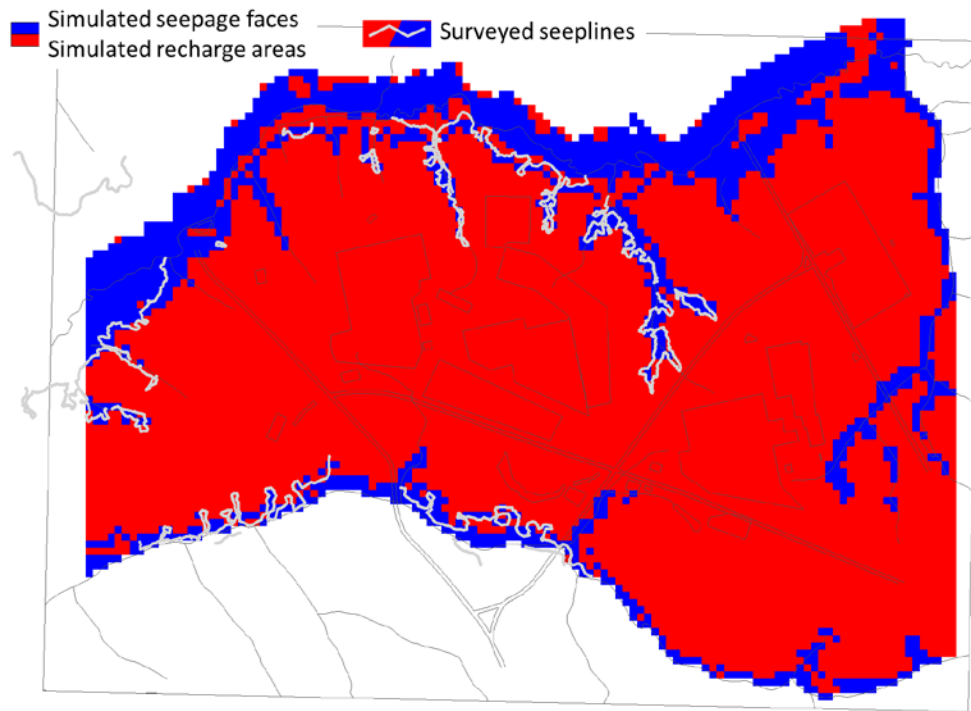 Simulated seepage faces
Simulated recharge areas
Surveyed seeplines